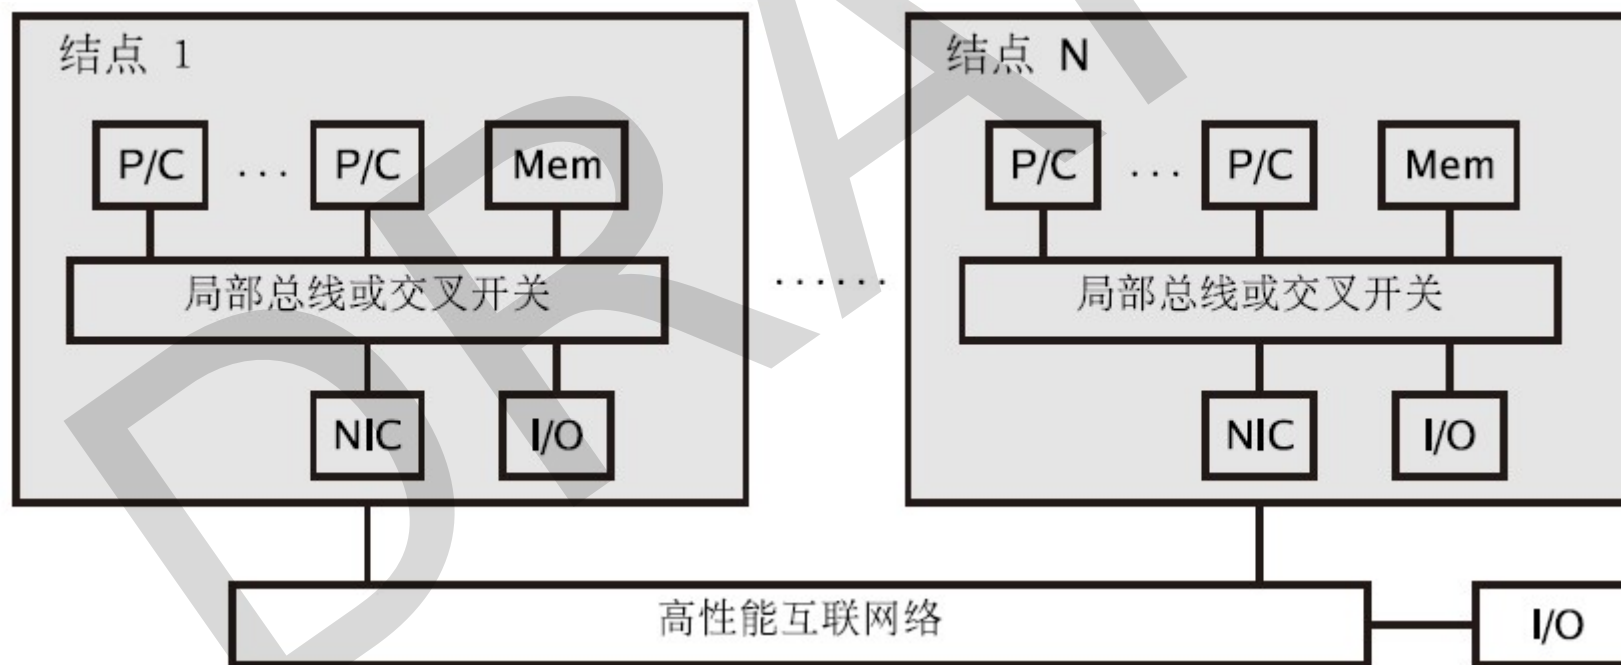 结点 1
结点 N
P/C ... P/C Mem
P/C ... P/C Mem
局部总线或交叉开关
......
局部总线或交叉开关
NIC I/O
NIC I/O
高性能互联网络
I/O
DRA